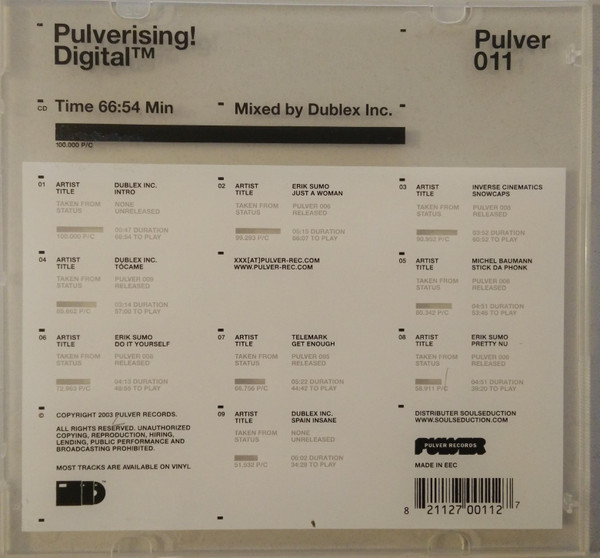 Pulverising!
Digital™
Pulver
011
CD Time 66:54 Min
Mixed by Dublex Inc.
100.000 P/C
01 ARTIST DUBLEX INC.
TITLE INTRO
TAKEN FROM NONE
STATUS UNRELEASED
00:47 DURATION
100.000 P/C 66:54 TO PLAY
02 ARTIST ERIK SUMO
TITLE JUST A WOMAN
TAKEN FROM PULVER 006
STATUS RELEASED
05:15 DURATION
P/C 66:07 TO PLAY
03 ARTIST INVERSE CINEMATICS
TITLE SNOWCAPS
TAKEN FROM PULVER
STATUS RELEASED
03:52 DURATION
P/C 60:52 TO PLAY
04 ARTIST DUBLEX INC.
TITLE TÓCAME
TAKEN FROM PULVER
STATUS RELEASED
03:14 DURATION
P/C 57:00 TO PLAY
XXX[AT]PULVER-REC.COM
WWW.PULVER-REC.COM
05 ARTIST MICHEL BAUMANN
TITLE STICK DA PHONK
TAKEN FROM PULVER
STATUS RELEASED
04:51 DURATION
P/C 53:46 TO PLAY
06 ARTIST ERIK SUMO
TITLE DO IT YOURSELF
TAKEN FROM PULVER 006
STATUS RELEASED
04:13 DURATION
P/C 48:55 TO PLAY
07 ARTIST TELEMARK
TITLE GET ENOUGH
TAKEN FROM PULVER 005
STATUS RELEASED
05:22 DURATION
P/C 44:42 TO PLAY
08 ARTIST ERIK SUMO
TITLE PRETTY NU
TAKEN FROM PULVER 006
STATUS RELEASED
04:51 DURATION
P/C 39:20 TO PLAY
© COPYRIGHT 2003 PULVER RECORDS.
ALL RIGHTS RESERVED. UNAUTHORIZED
COPYING, REPRODUCTION, HIRING,
LENDING, PUBLIC PERFORMANCE AND
BROADCASTING PROHIBITED.
MOST TRACKS ARE AVAILABLE ON VINYL
09 ARTIST DUBLEX INC.
TITLE SPAIN INSANE
TAKEN FROM NONE
STATUS UNRELEASED
DURATION
P/C 34:29 TO PLAY
DISTRIBUTER SOULSEDUCTION
WWW.SOULSEDUCTION.COM
PULVER
PULVER RECORDS
MADE IN EEC
8 21127 00112 7